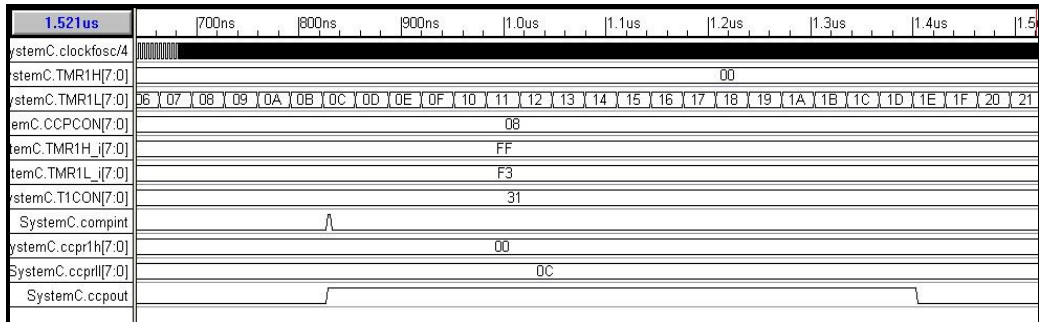 1.521us 700ns 800ns 900ns 1.0us 1.1us 1.2us 1.3us 1.4us 1.5
ystemC.clockfosc/4
stemC.TMR1H[7:0] 00
ystemC.TMR1L[7:0] 06 07 08 09 0A 0B 0C 0D 0E 0F 10 11 12 13 14 15 16 17 18 19 1A 1B 1C 1D 1E 1F 20 21
emC.CCPCON[7:0] 08
temC.TMR1H_i[7:0] FF
temC.TMR1L_i[7:0] F3
ystemC.T1CON[7:0] 31
SystemC.compint
ystemC.ccpr1h[7:0] 00
SystemC.ccprll[7:0] 0C
SystemC.ccpout